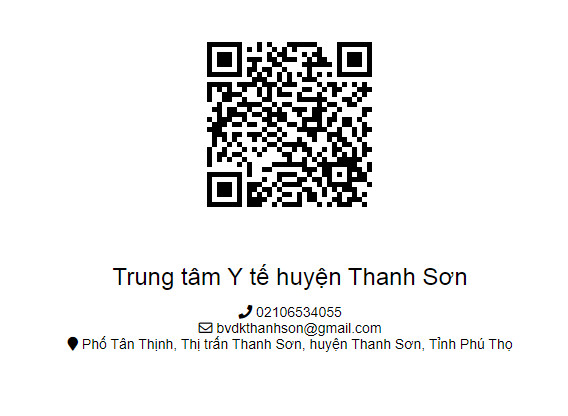 Trung tâm Y tế huyện Thanh Sơn
02106534055
bvdkthanhson@gmail.com
Phố Tân Thịnh, Thị trấn Thanh Sơn, huyện Thanh Sơn, Tỉnh Phú Thọ